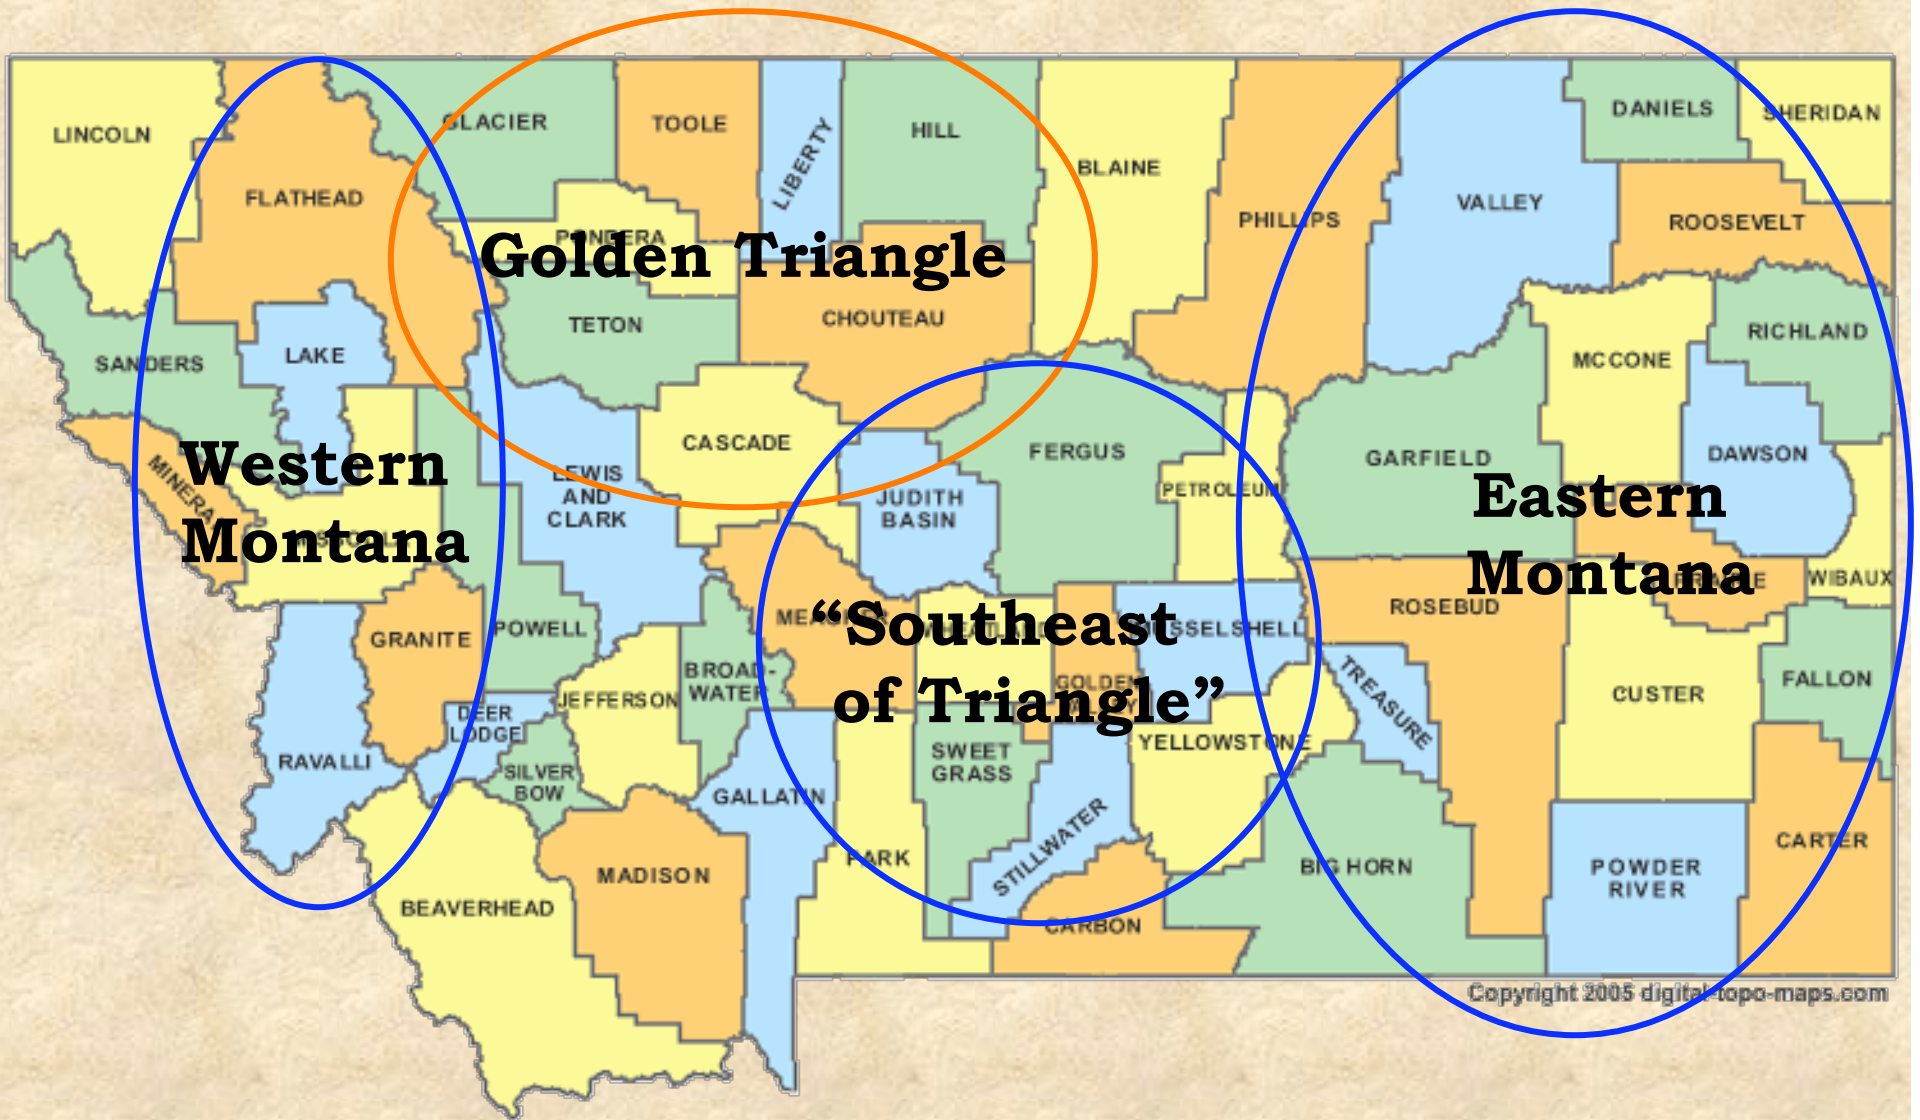 LINCOLN
FLATHEAD
GLACIER
TOOLE
LIBERTY
HILL
BLAINE
PHILLIPS
VALLEY
DANIELS
SHERIDAN
ROOSEVELT
PONDERA
Golden Triangle
TETON
CHOUTEAU
SANDERS
LAKE
MCCONE
RICHLAND
CASCADE
FERGUS
GARFIELD
DAWSON
Western
Montana
LEWIS
AND
CLARK
JUDITH
BASIN
PETROLEUM
Eastern
Montana
WIBAUX
ROSEBUD
GRANITE
POWELL
“Southeast
of Triangle”
MUSSELSHELL
GOLDEN
JEFFERSON
BROAD-
WATER
TREASURE
CUSTER
FALLON
RAVALLI
DEER
LODGE
SILVER
BOW
GALLATIN
SWEET
GRASS
YELLOWSTONE
STILLWATER
PARK
MADISON
BEAVERHEAD
CARBON
BIG HORN
POWDER
RIVER
CARTER
Copyright 2005 digital-topo-maps.com